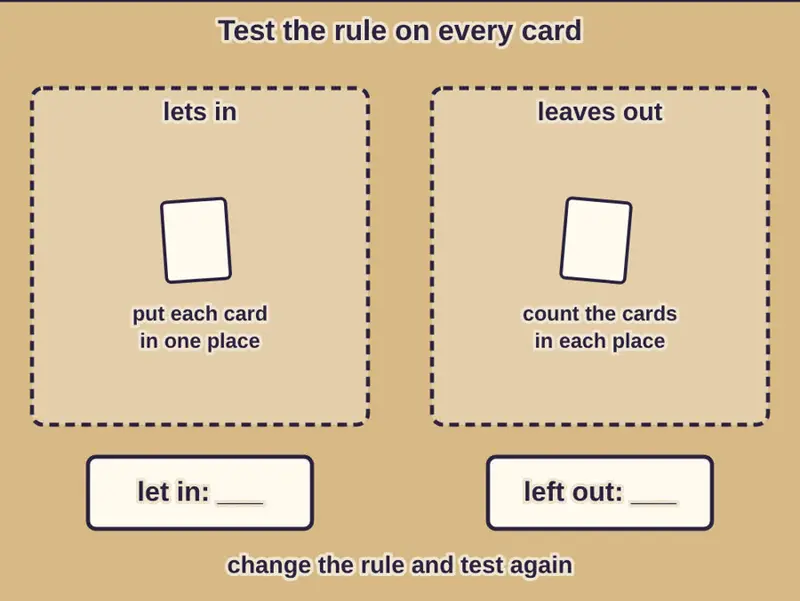 Test the rule on every card
lets in
leaves out
put each card
in one place
count the cards
in each place
let in: ___
left out: ___
change the rule and test again